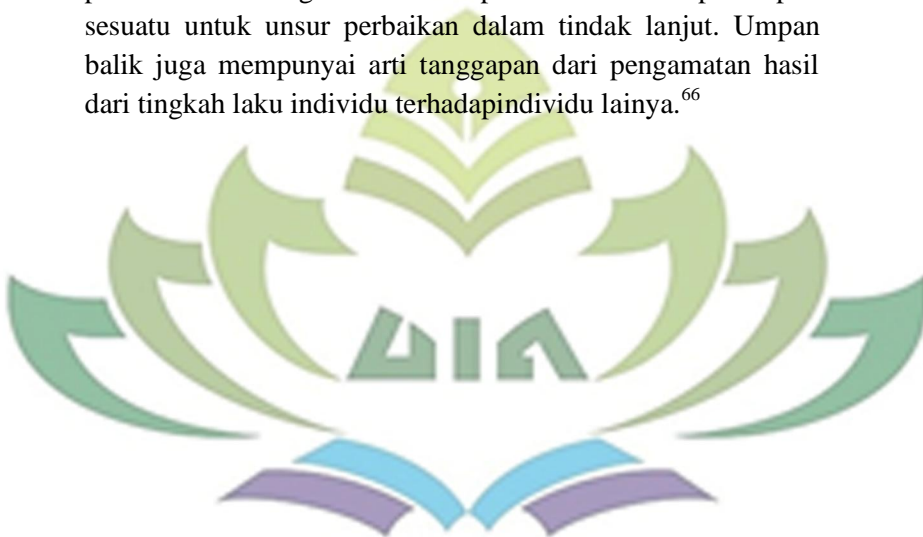 sesuatu untuk unsur perbaikan dalam tindak lanjut. Umpan
balik juga mempunyai arti tanggapan dari pengamatan hasil
dari tingkah laku individu terhadapindividu lainya.66
UIN